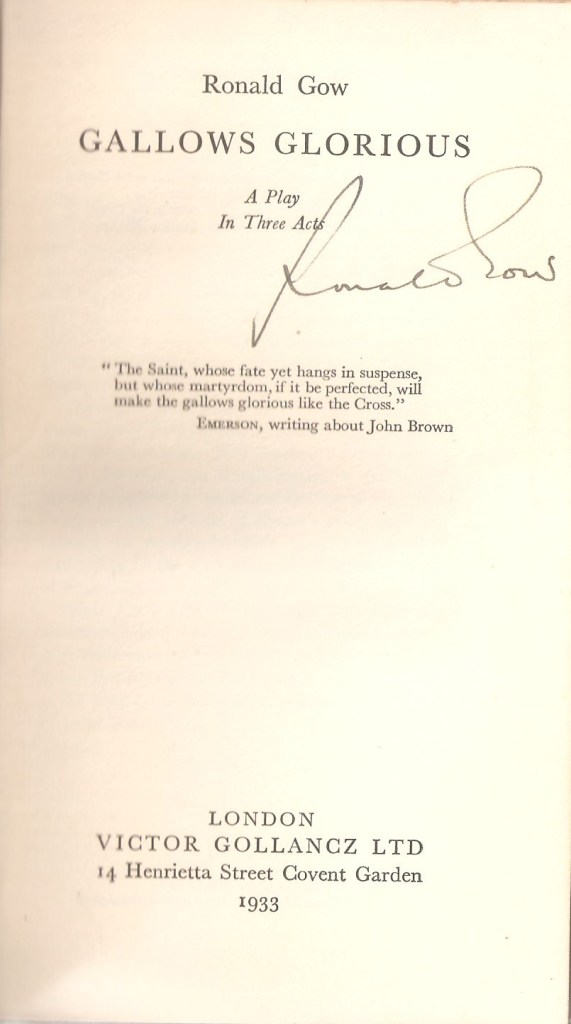 Ronald Gow
GALLOWS GLORIOUS
A Play
In Three Acts
Ronald Gow
"The Saint, whose fate yet hangs in suspense,
but whose martyrdom, if it be perfected, will
make the gallows glorious like the Cross."
EMERSON, writing about John Brown
LONDON
VICTOR GOLLANCZ LTD
14 Henrietta Street Covent Garden
1933